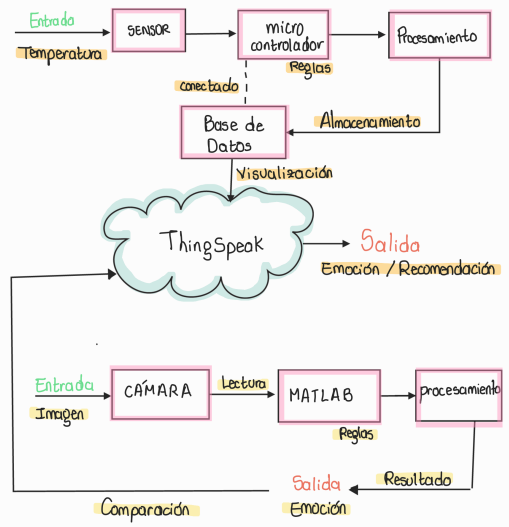 Entrada
Temperatura
SENSOR
micro
controlador
Reglas
Procesamiento
conectado
Almacenamiento
Base de
Datos
Visualización
ThingSpeak
Salida
Emoción / Recomendación
Entrada
Imagen
CÁMARA
Lectura
MATLAB
Reglas
procesamiento
Resultado
Salida
Emoción
Comparación